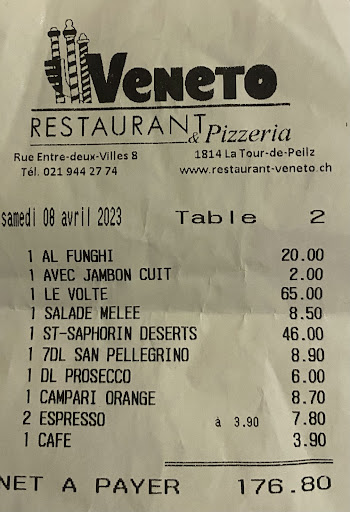 VENETO
RESTAURANT & Pizzeria
Rue Entre-deux-Villes 8 1814 La Tour-de-Peilz
Tél. 021 944 27 74 www.restaurant-veneto.ch
samedi 08 avril 2023 Table 2
1 AL FUNGHI 20.00
1 AVEC JAMBON CUIT 2.00
1 LE VOLTE 65.00
1 SALADE MELEE 8.50
1 ST-SAPHORIN DESERTS 46.00
1 7DL SAN PELLEGRINO 8.90
1 DL PROSECCO 6.00
1 CAMPARI ORANGE 8.70
2 ESPRESSO à 3.90 7.80
1 CAFE 3.90
NET A PAYER 176.80